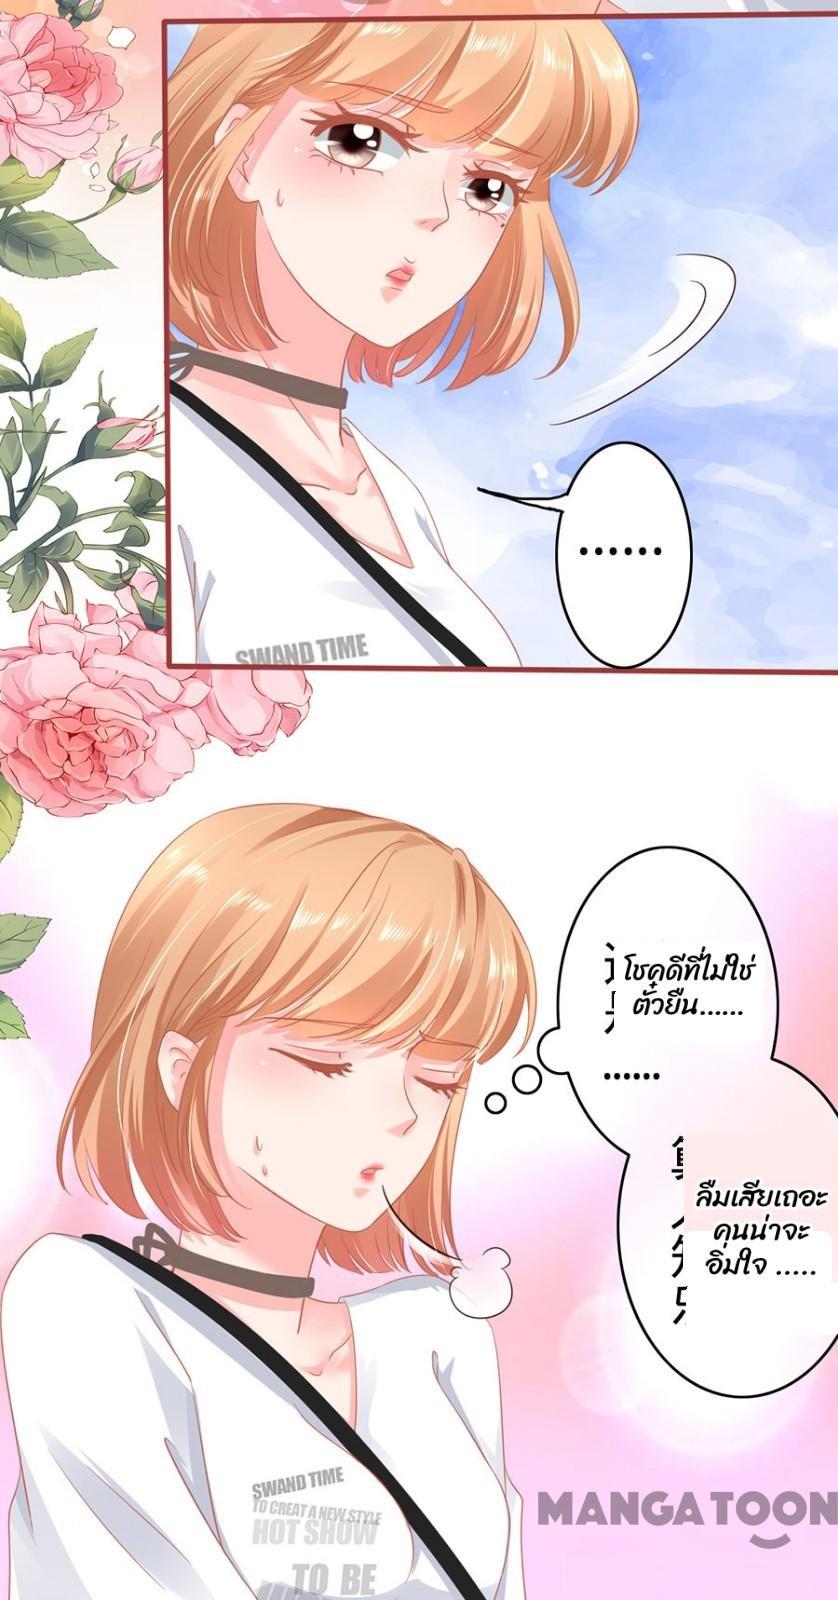 ......
SWAND TIME
โชคดีที่ไม่ใช่
ตั๋วยืน......
......
ลืมเสียเถอะ
คนน่าจะ
อิ่มใจ .....
SWAND TIME
TO CREAT A NEW STYLE
HOT SHOW
TO BE
MANGATOON